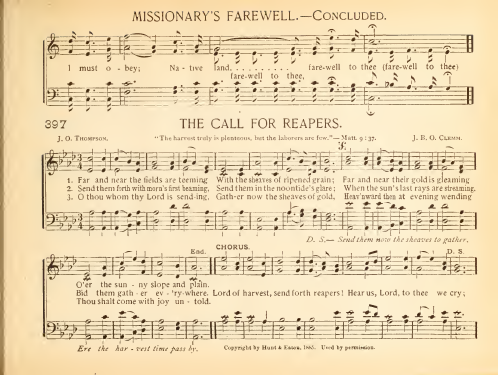 MISSIONARY'S FAREWELL.—CONCLUDED.
I must o - bey; Na - tive land, . . . . . . . . . . fare-well to thee (fare-well to thee)
fare-well to thee,
397
THE CALL FOR REAPERS.
J. O. THOMPSON. "The harvest truly is plenteous, but the laborers are few."—Matt. 9 : 37. J. B. O. CLEMM.
1. Far and near the fields are teeming With the sheaves of ripened grain; Far and near their gold is gleaming
2. Send them forth with morn's first beaming, Send them in the noontide's glare; When the sun's last rays are streaming,
3. O thou whom thy Lord is send-ing, Gath-er now the sheaves of gold, Heav'nward then at evening wending
D. S.— Send them now the sheaves to gather,
End. CHORUS. D. S.
O'er the sun - ny slope and plain.
Bid them gath - er ev - 'ry-where. Lord of harvest, send forth reapers! Hear us, Lord, to thee we cry;
Thou shalt come with joy un - told.
Ere the har - vest time pass by.
Copyright by Hunt & Eaton, 1885. Used by permission.